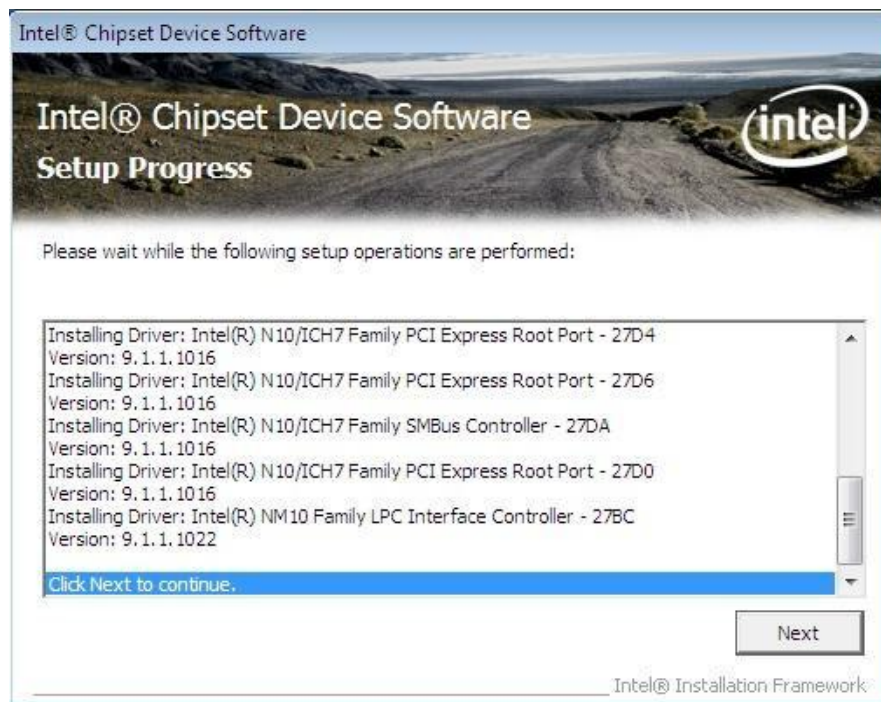 Intel® Chipset Device Software
Intel® Chipset Device Software
intel
Setup Progress
Please wait while the following setup operations are performed:
Installing Driver: Intel(R) N10/ICH7 Family PCI Express Root Port - 27D4
Version: 9.1.1.1016
Installing Driver: Intel(R) N10/ICH7 Family PCI Express Root Port - 27D6
Version: 9.1.1.1016
Installing Driver: Intel(R) N10/ICH7 Family SMBus Controller - 27DA
Version: 9.1.1.1016
Installing Driver: Intel(R) N10/ICH7 Family PCI Express Root Port - 27D0
Version: 9.1.1.1016
Installing Driver: Intel(R) NM10 Family LPC Interface Controller - 27BC
Version: 9.1.1.1022
Click Next to continue.
Next
Intel® Installation Framework